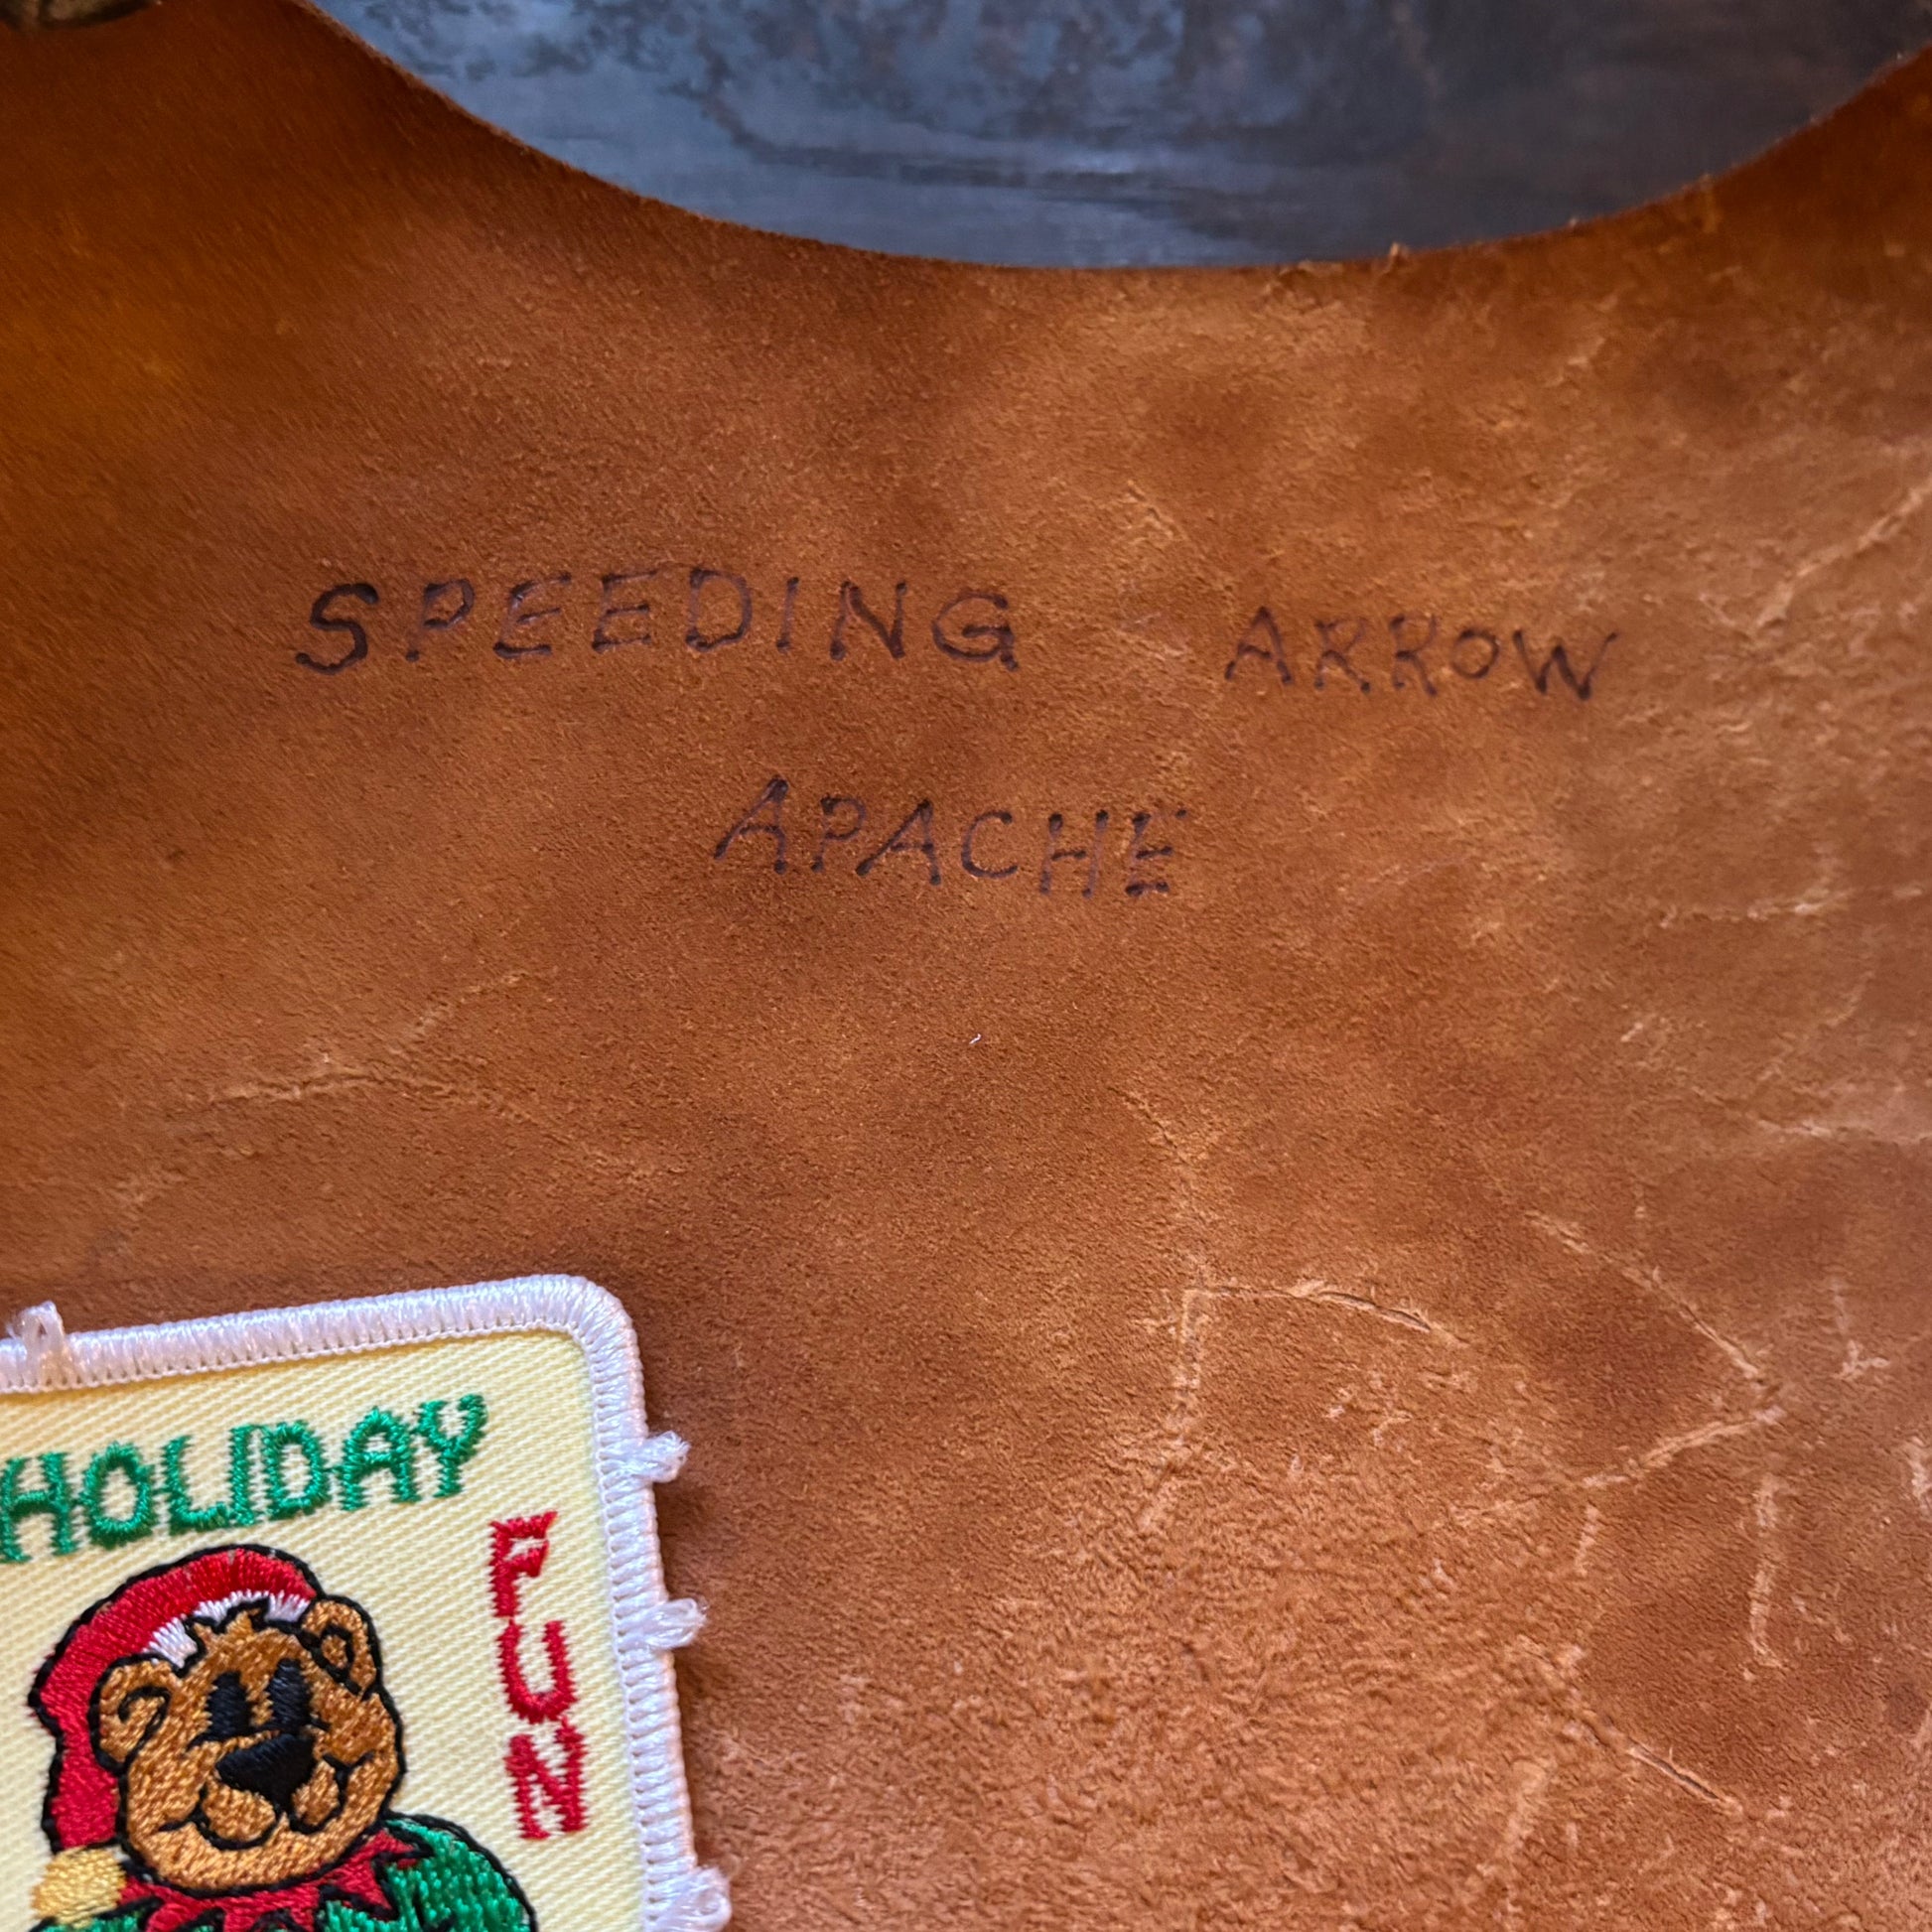 SPEEDING ARROW
APACHE
HOLIDAY
FUN